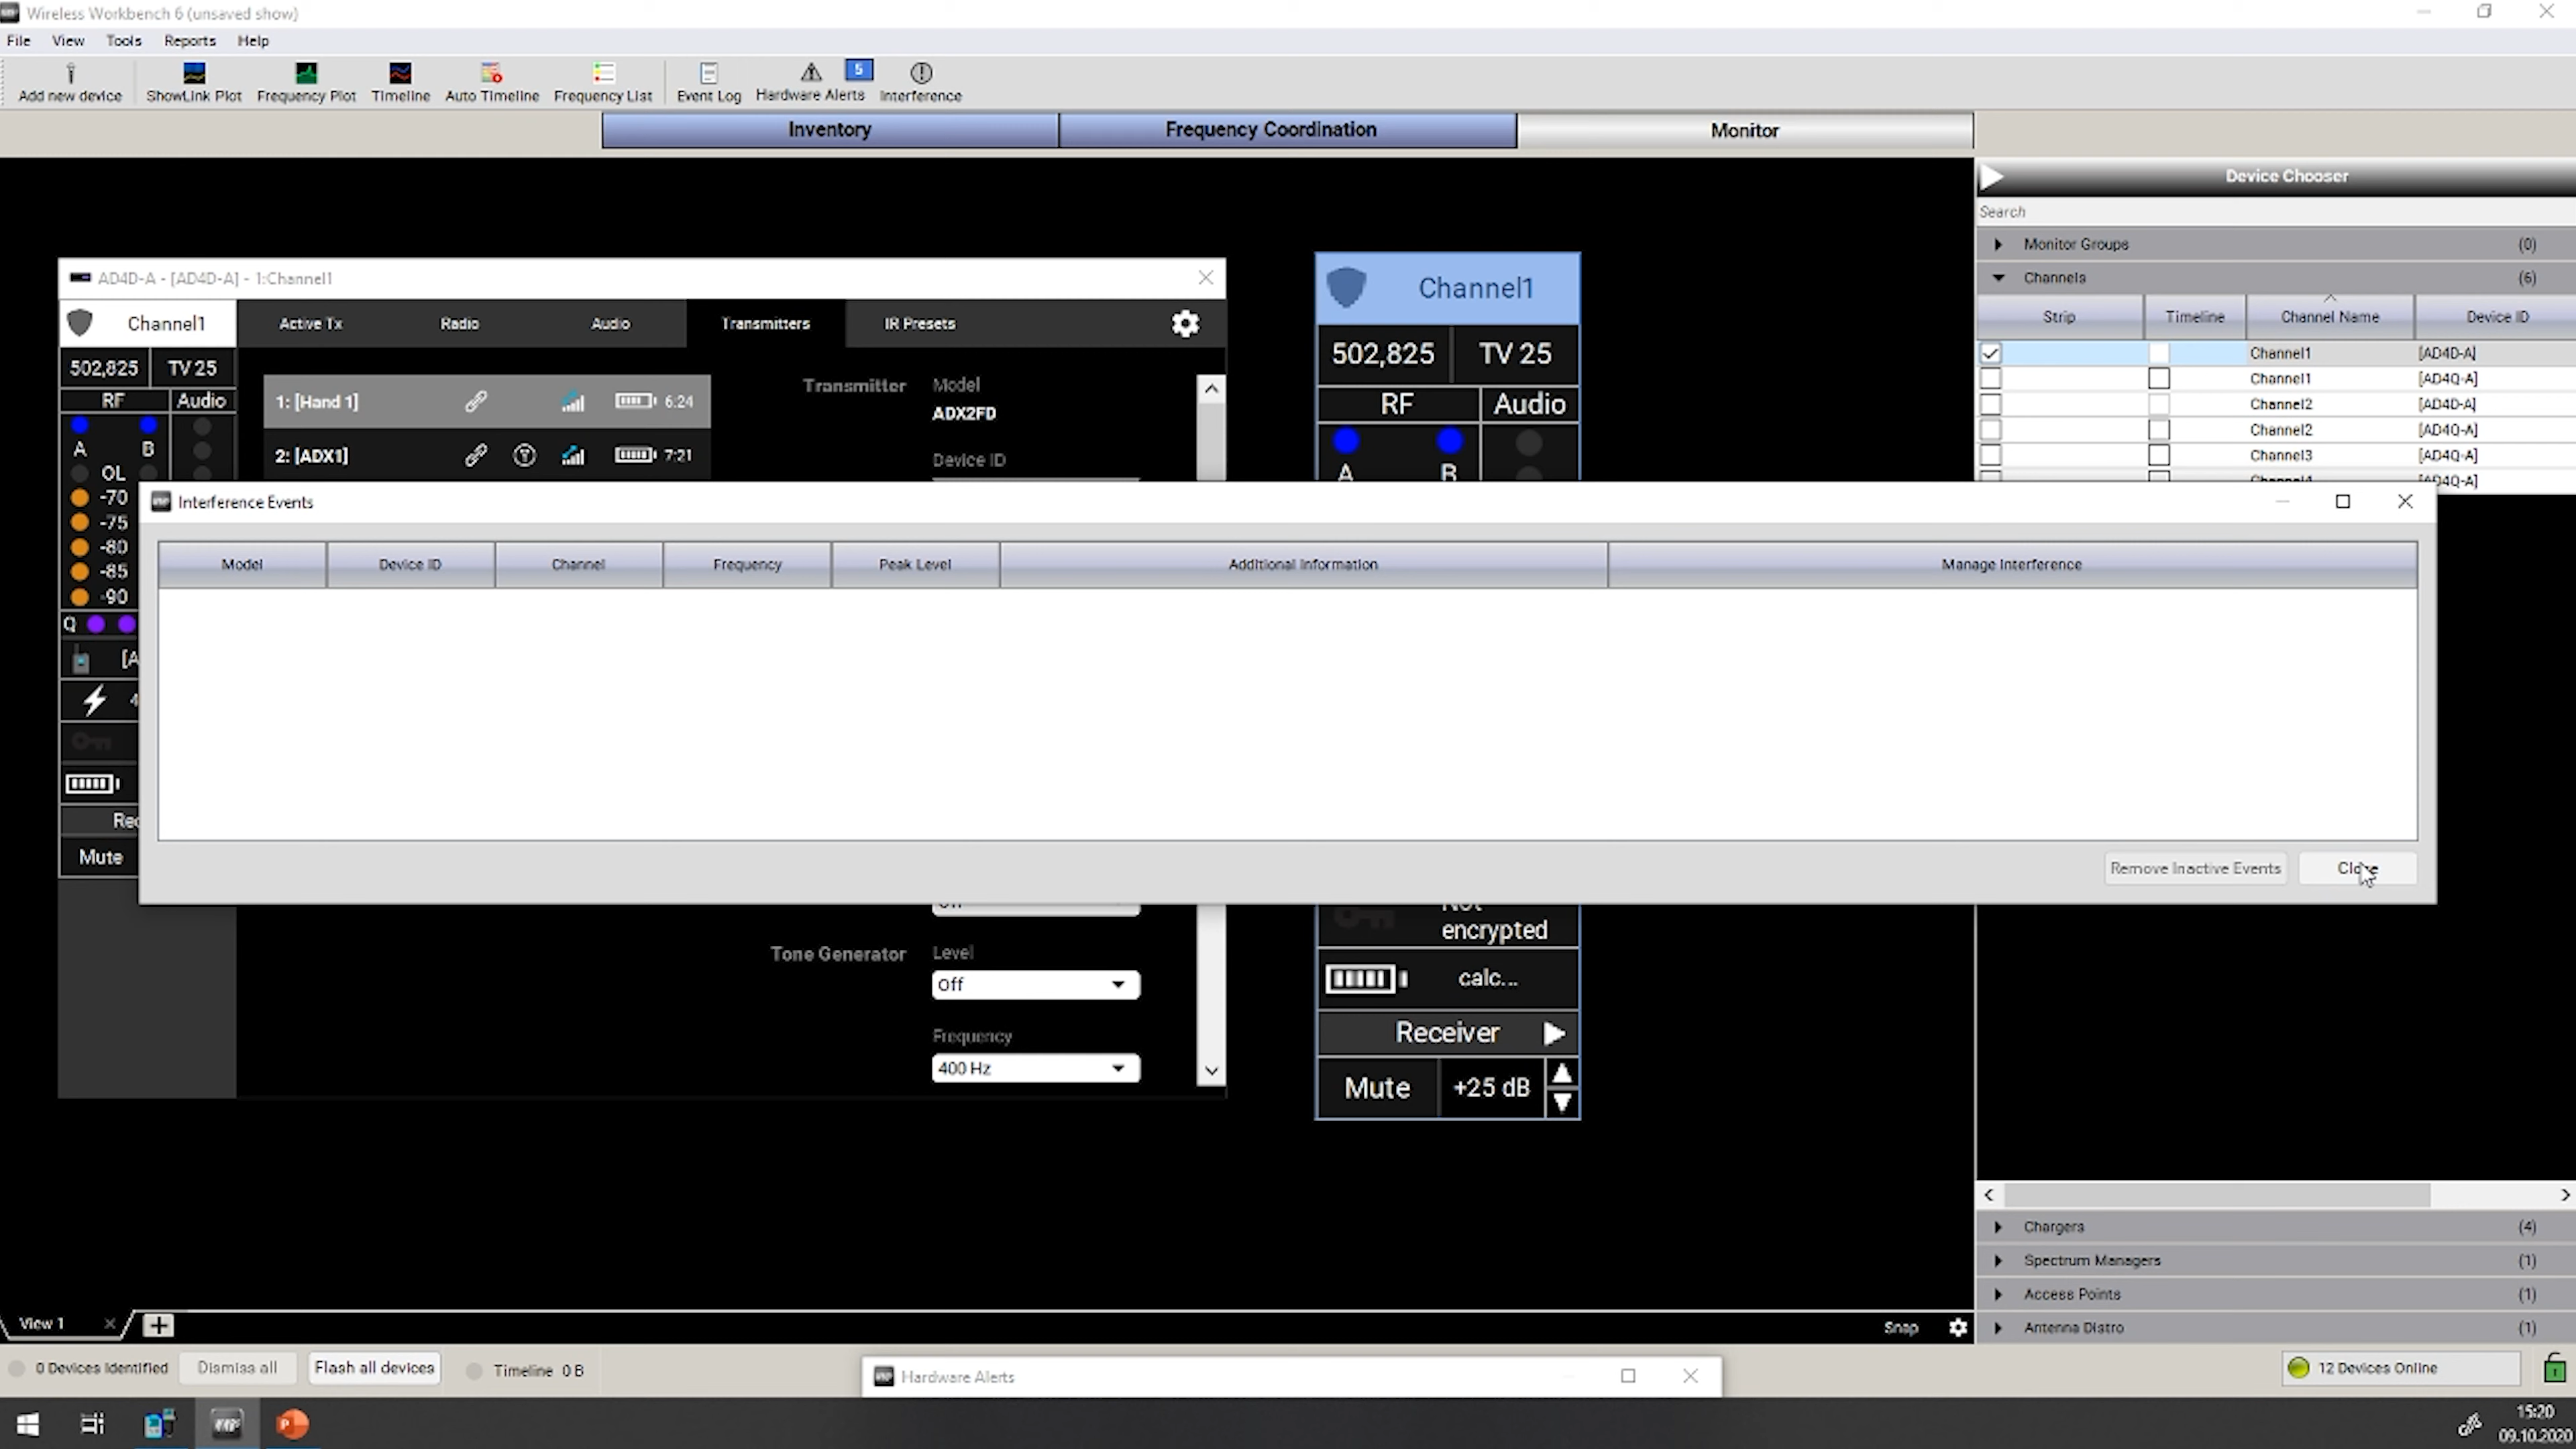 Wireless Workbench 6 (unsaved show)
File View Tools Reports Help
5
Add new device ShowLink Plot Frequency Plot Timeline Auto Timeline Frequency List Event Log Hardware Alerts Interference
Inventory Frequency Coordination Monitor
Device Chooser
Search
Monitor Groups (0)
Channels (6)
Strip Timeline Channel Name Device ID
Channel1 [AD4D-A]
Channel1 [AD4Q-A]
Channel2 [AD4D-A]
Channel2 [AD4Q-A]
Channel3 [AD4Q-A]
Channel4 [AD4Q-A]
AD4D-A - [AD4D-A] - 1:Channel1
Channel1 Active Tx Radio Audio Transmitters IR Presets
502,825 TV 25
RF Audio
A B
OL
-70
-75
-80
-85
-90
Q
Mute
1: [Hand 1] 6:24
2: [ADX1] 7:21
Transmitter Model
ADX2FD
Device ID
Channel1
502,825 TV 25
RF Audio
A B
Interference Events
Model Device ID Channel Frequency Peak Level Additional Information Manage Interference
Remove Inactive Events Close
Tone Generator Level
Off
Frequency
400 Hz
Not
encrypted
calc...
Receiver
Mute +25 dB
Chargers (4)
Spectrum Managers (1)
Access Points (1)
Antenna Distro (1)
View 1 Snap
0 Devices Identified Dismiss all Flash all devices Timeline 0 B
Hardware Alerts
12 Devices Online
15:20
09.10.2020